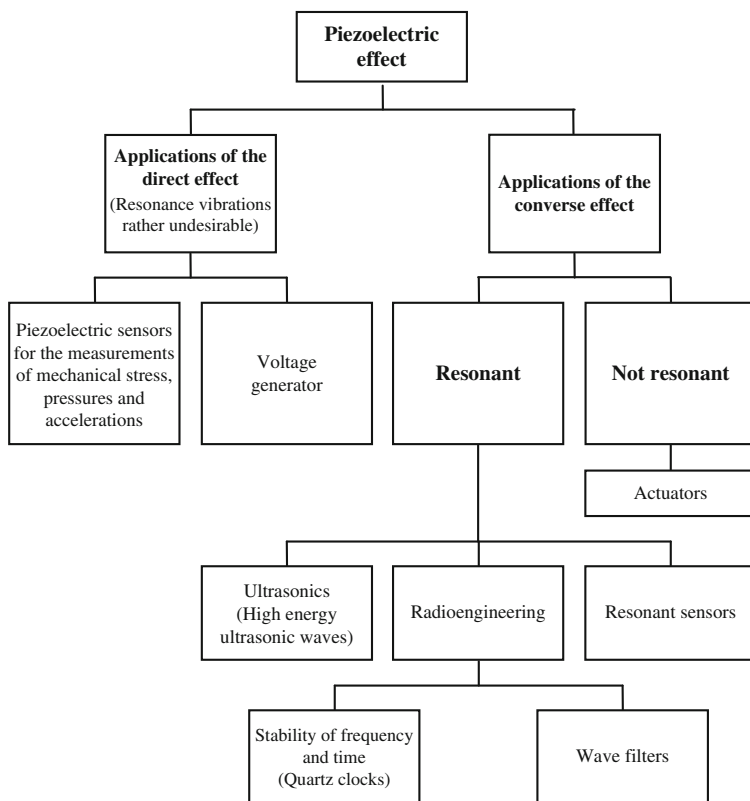 Piezoelectric
effect
Applications of the
direct effect
(Resonance vibrations
rather undesirable)
Applications of the
converse effect
Piezoelectric sensors
for the measurements
of mechanical stress,
pressures and
accelerations
Voltage
generator
Resonant
Not resonant
Actuators
Ultrasonics
(High energy
ultrasonic waves)
Radioengineering
Resonant sensors
Stability of frequency
and time
(Quartz clocks)
Wave filters